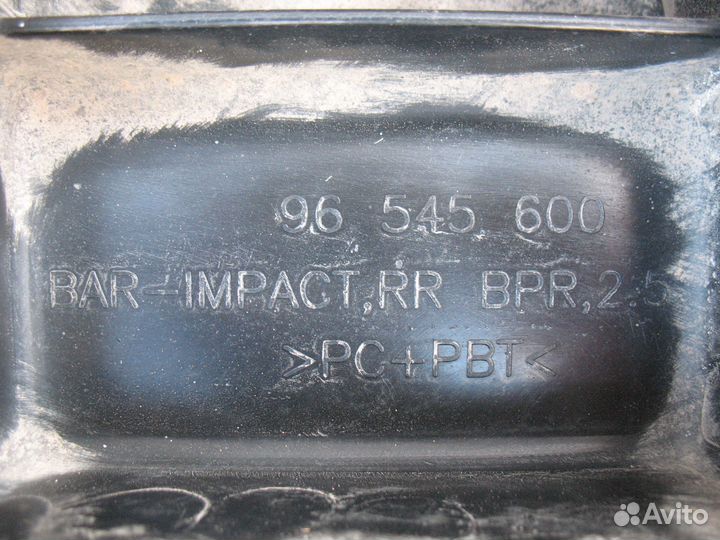 96 545 600
BAR-IMPACT,RR BPR,2.5
>PC+PBT<
Avito